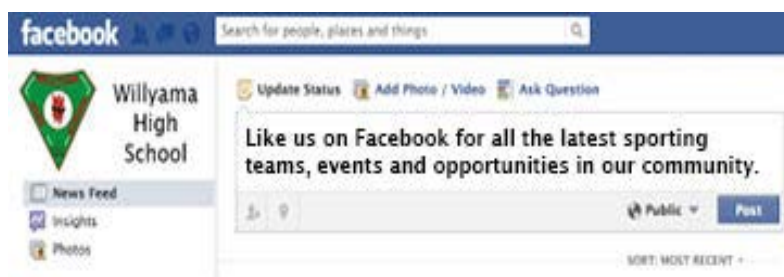 facebook
Search for people, places and things
Willyama
High
School
Update Status Add Photo / Video Ask Question
Like us on Facebook for all the latest sporting
teams, events and opportunities in our community.
News Feed
Insights
Photos
Public
Post
SORT: MOST RECENT